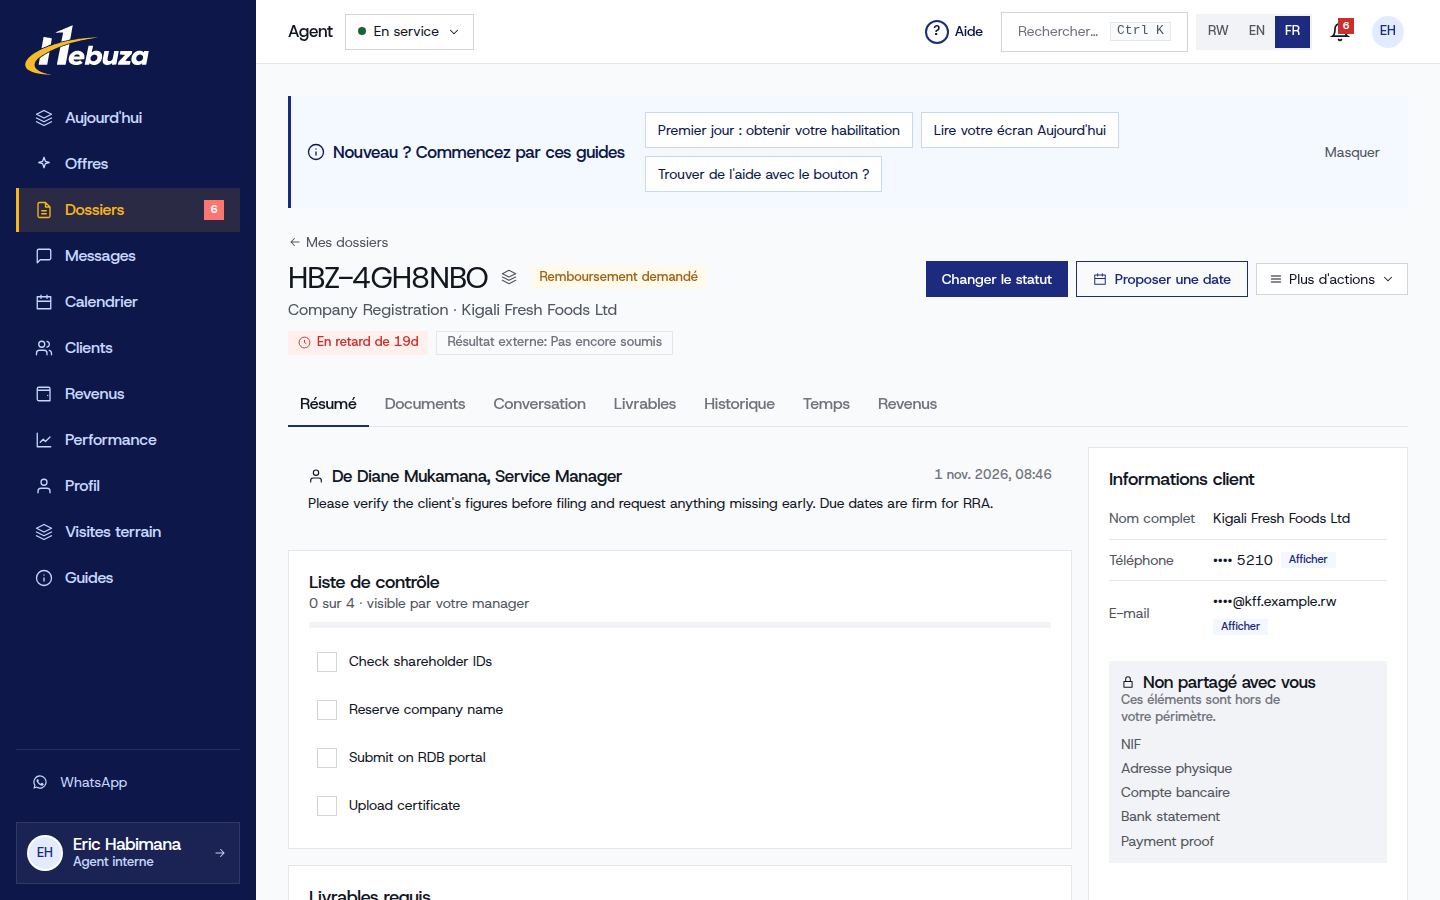 Hebuza
Aujourd'hui
Offres
Dossiers 6
Messages
Calendrier
Clients
Revenus
Performance
Profil
Visites terrain
Guides
WhatsApp
EH
Eric Habimana
Agent interne
Agent
En service
? Aide
Rechercher… Ctrl K
RW EN FR
6
EH
Nouveau ? Commencez par ces guides
Premier jour : obtenir votre habilitation
Lire votre écran Aujourd'hui
Trouver de l'aide avec le bouton ?
Masquer
← Mes dossiers
HBZ-4GH8NBO
Remboursement demandé
Company Registration · Kigali Fresh Foods Ltd
En retard de 19d
Résultat externe: Pas encore soumis
Changer le statut
Proposer une date
Plus d'actions
Résumé Documents Conversation Livrables Historique Temps Revenus
De Diane Mukamana, Service Manager
1 nov. 2026, 08:46
Please verify the client's figures before filing and request anything missing early. Due dates are firm for RRA.
Liste de contrôle
0 sur 4 · visible par votre manager
Check shareholder IDs
Reserve company name
Submit on RDB portal
Upload certificate
Livrables requis
Informations client
Nom complet Kigali Fresh Foods Ltd
Téléphone •••• 5210 Afficher
E-mail ••••@kff.example.rw
Afficher
Non partagé avec vous
Ces éléments sont hors de
votre périmètre.
NIF
Adresse physique
Compte bancaire
Bank statement
Payment proof